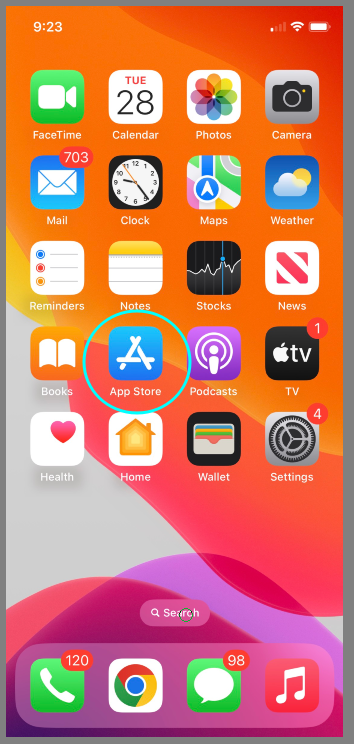 9:23
TUE
28
FaceTime Calendar Photos Camera
703
Mail Clock Maps Weather
Reminders Notes Stocks News
1
tv
Books App Store Podcasts TV
4
Health Home Wallet Settings
Search
120 98